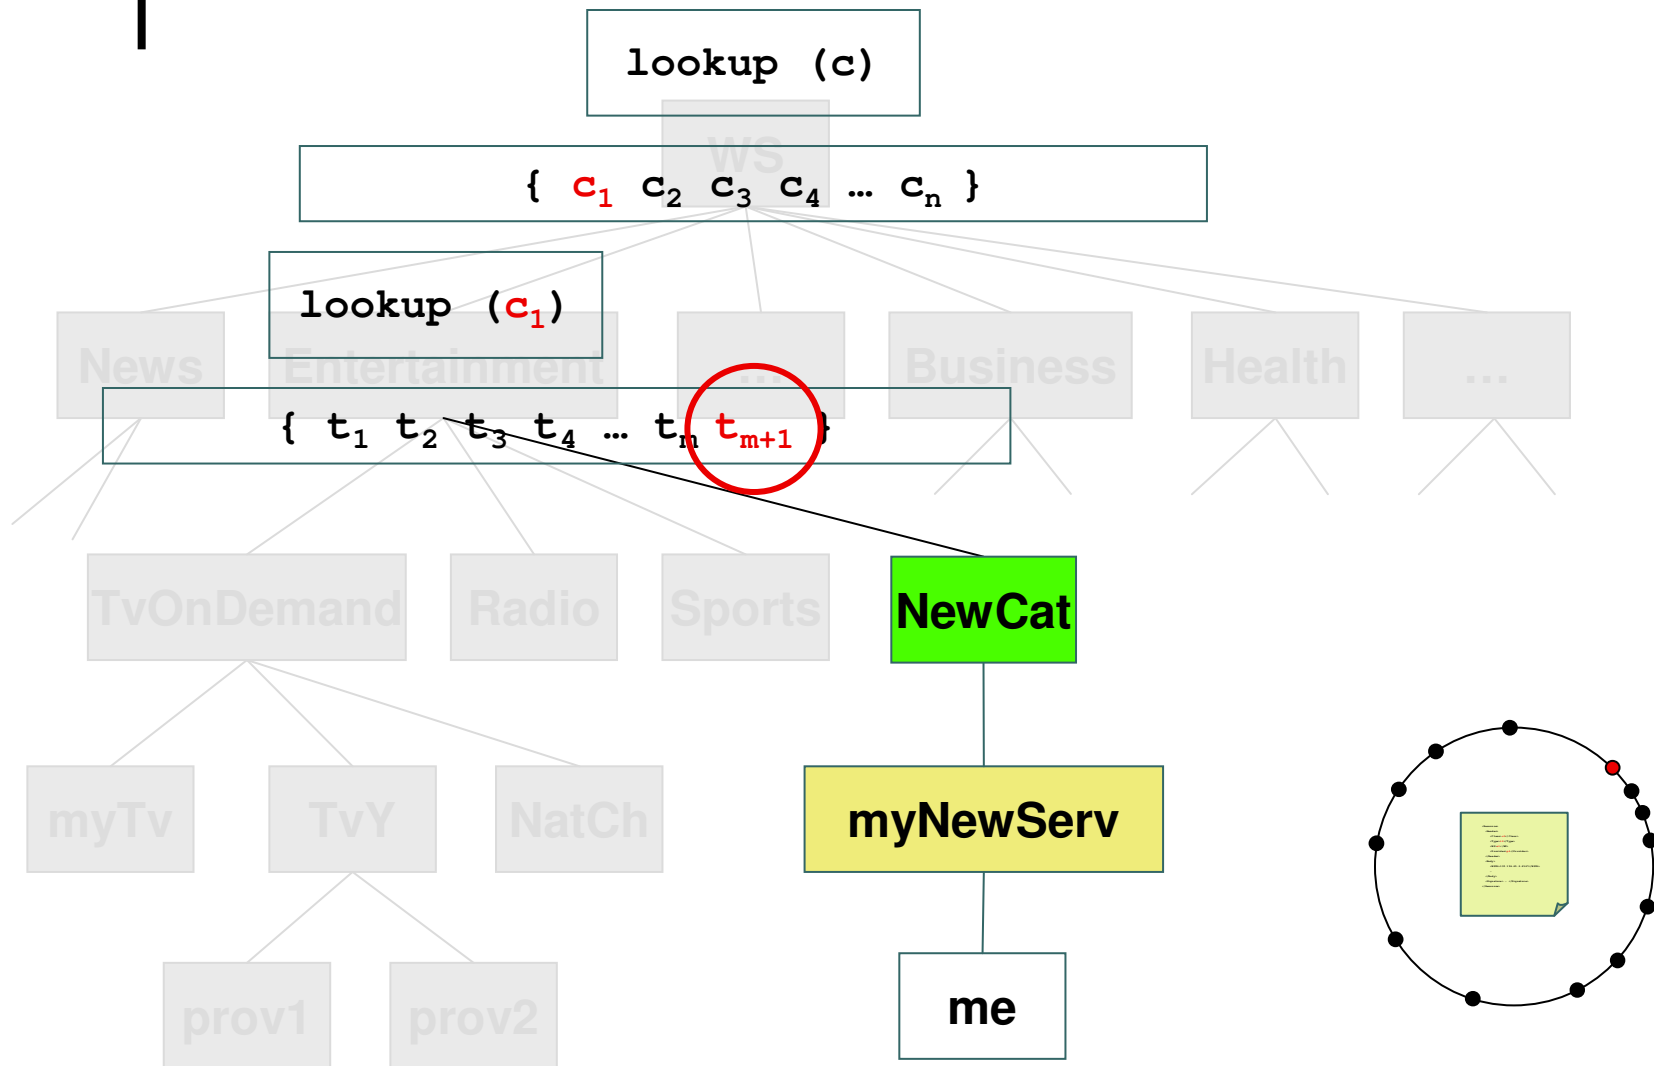 lookup (c)
WS
{ c1 c2 c3 c4 … cn }
lookup (c1)
News Entertainment … Business Health …
{ t1 t2 t3 t4 … tm tm+1 }
TvOnDemand Radio Sports NewCat
myTv TvY NatCh myNewServ
prov1 prov2 me